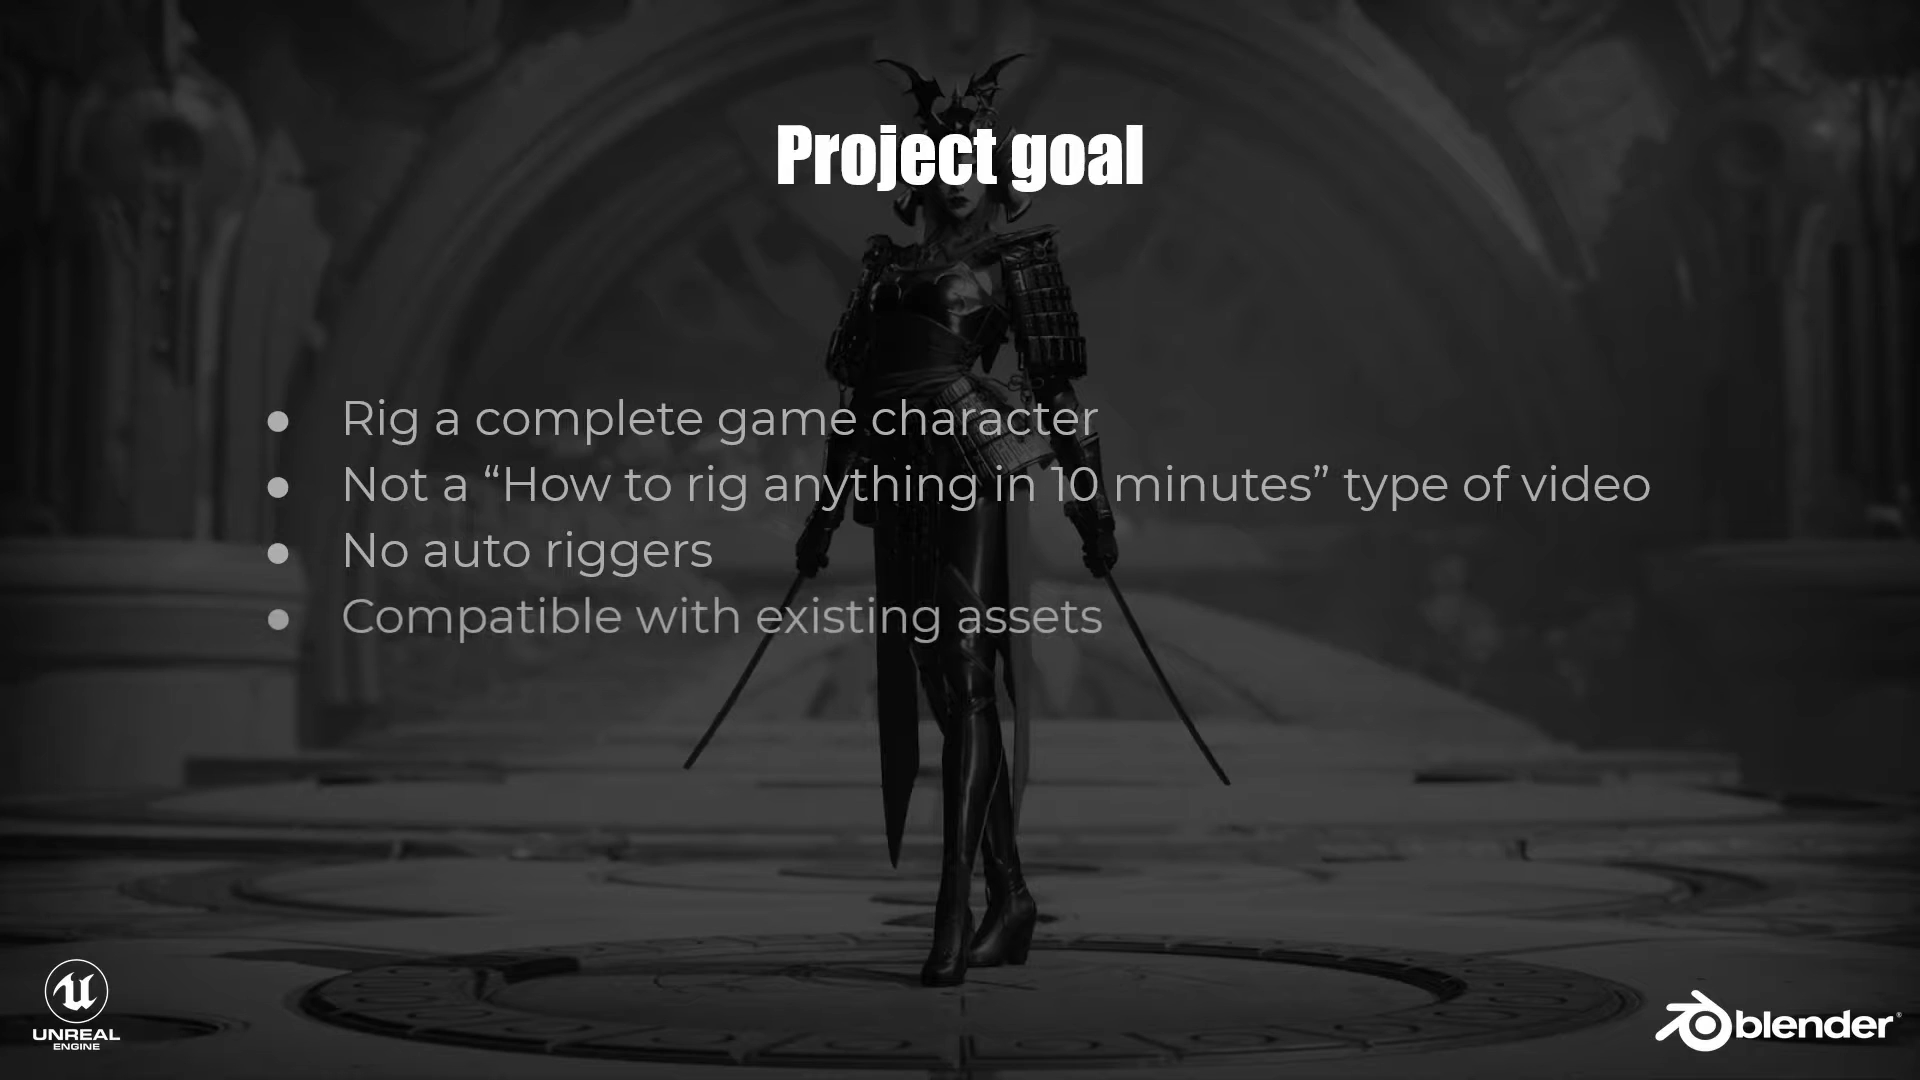 Project goal
● Rig a complete game character
● Not a “How to rig anything in 10 minutes” type of video
● No auto riggers
● Compatible with existing assets
UNREAL
ENGINE
blender®